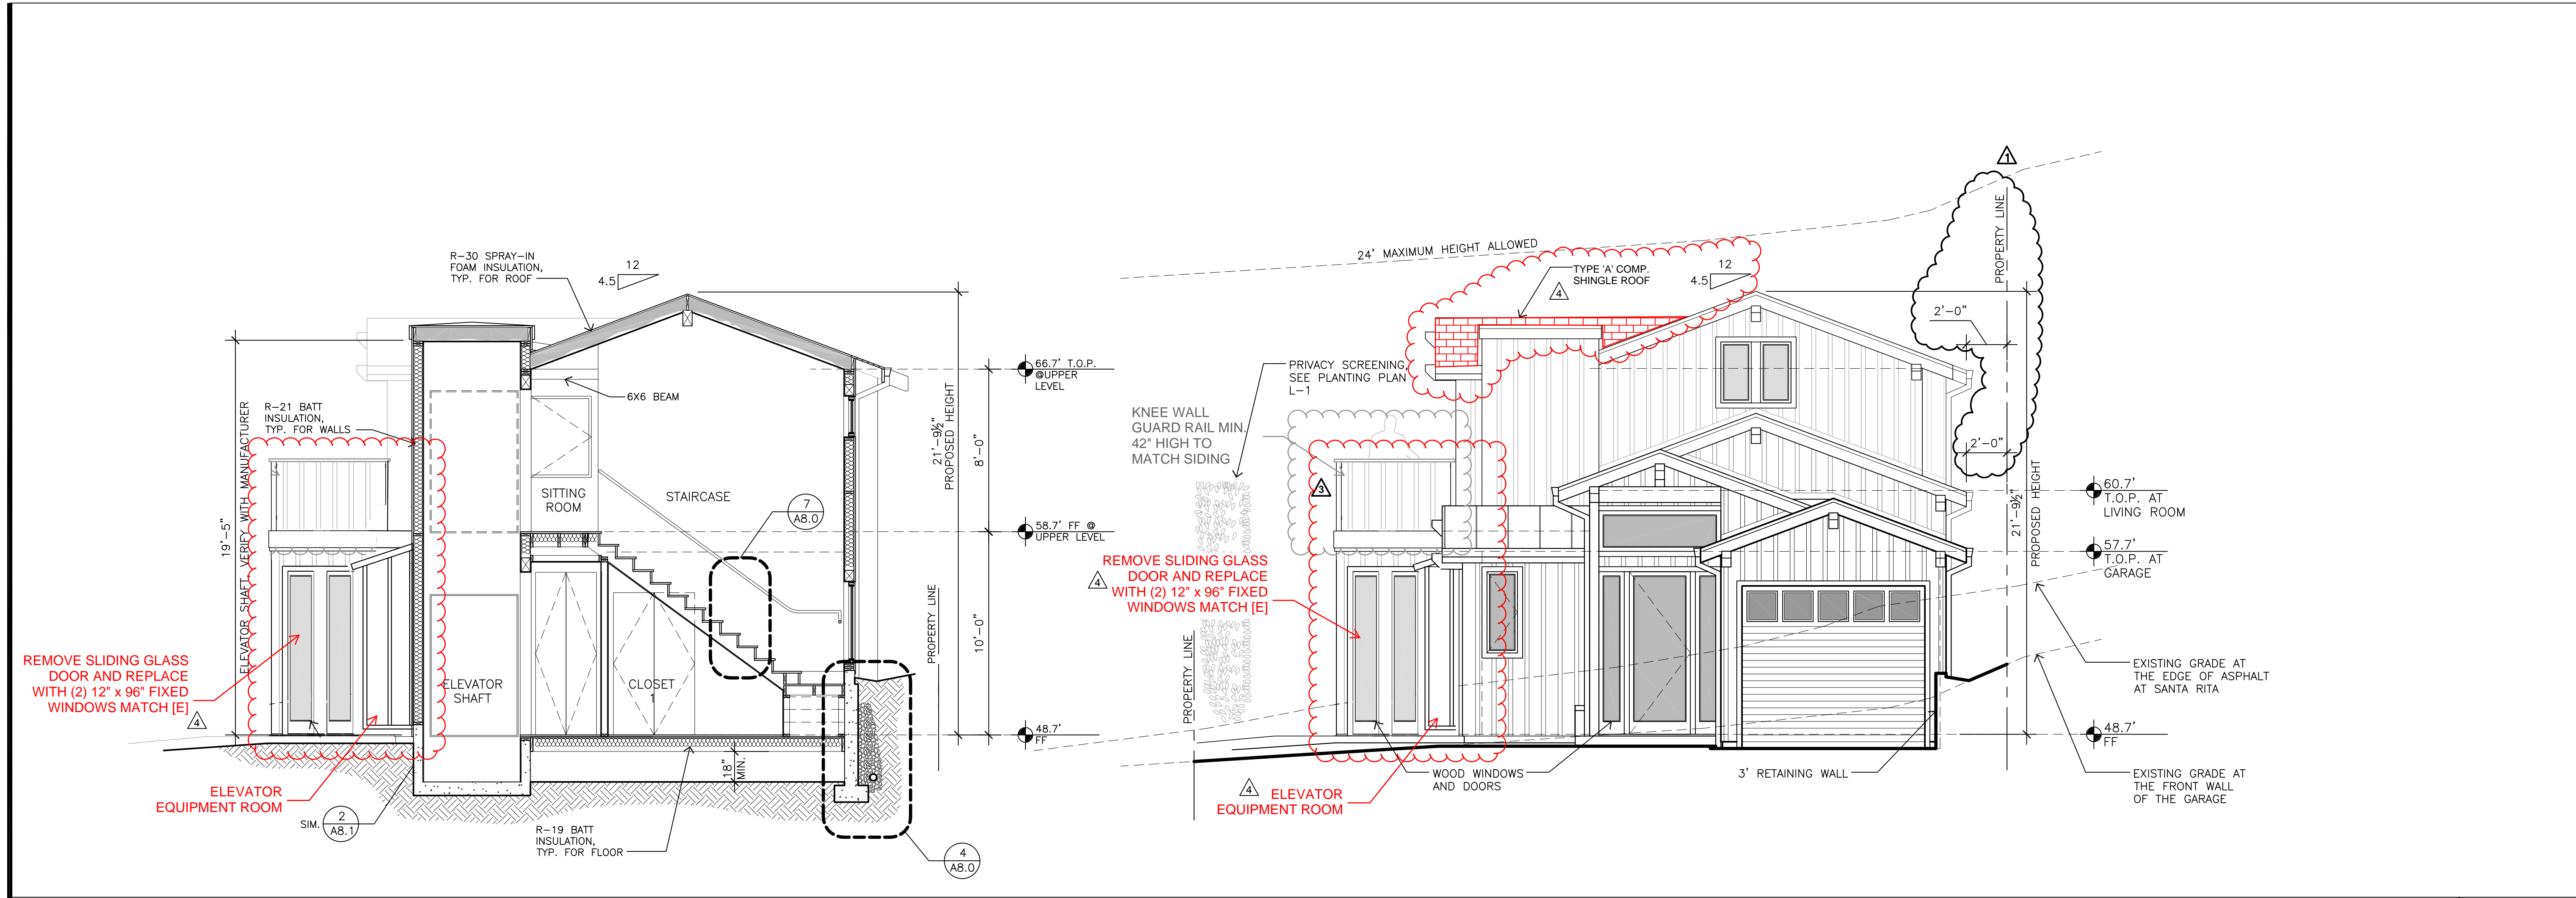 R-30 SPRAY-IN
FOAM INSULATION,
TYP. FOR ROOF
12
4.5
R-21 BATT
INSULATION,
TYP. FOR WALLS
6X6 BEAM
SITTING
ROOM
STAIRCASE
7
A8.0
ELEVATOR SHAFT, VERIFY WITH MANUFACTURER
19'-5"
REMOVE SLIDING GLASS
DOOR AND REPLACE
WITH (2) 12" x 96" FIXED
WINDOWS MATCH [E]
4
ELEVATOR
EQUIPMENT ROOM
ELEVATOR
SHAFT
CLOSET
1
SIM.
2
A8.1
18"
MIN.
R-19 BATT
INSULATION,
TYP. FOR FLOOR
4
A8.0
PROPERTY LINE
21'-9½"
PROPOSED HEIGHT
8'-0"
10'-0"
66.7' T.O.P.
@UPPER
LEVEL
58.7' FF @
UPPER LEVEL
48.7'
FF
24' MAXIMUM HEIGHT ALLOWED
TYPE 'A' COMP.
SHINGLE ROOF
4
12
4.5
1
PROPERTY LINE
2'-0"
2'-0"
PRIVACY SCREENING,
SEE PLANTING PLAN
L-1
KNEE WALL
GUARD RAIL MIN.
42" HIGH TO
MATCH SIDING
3
REMOVE SLIDING GLASS
DOOR AND REPLACE
WITH (2) 12" x 96" FIXED
WINDOWS MATCH [E]
4
PROPERTY LINE
4
ELEVATOR
EQUIPMENT ROOM
WOOD WINDOWS
AND DOORS
3' RETAINING WALL
21'-9½"
PROPOSED HEIGHT
60.7'
T.O.P. AT
LIVING ROOM
57.7'
T.O.P. AT
GARAGE
EXISTING GRADE AT
THE EDGE OF ASPHALT
AT SANTA RITA
48.7'
FF
EXISTING GRADE AT
THE FRONT WALL
OF THE GARAGE